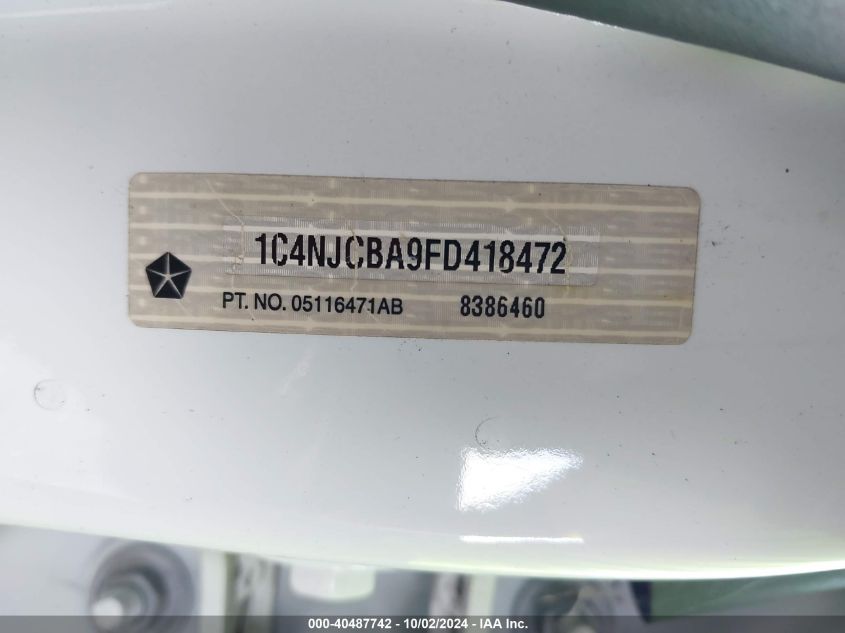 1C4NJCBA9FD418472
PT. NO. 05116471AB 8386460
000-40487742 - 10/02/2024 - IAA Inc.